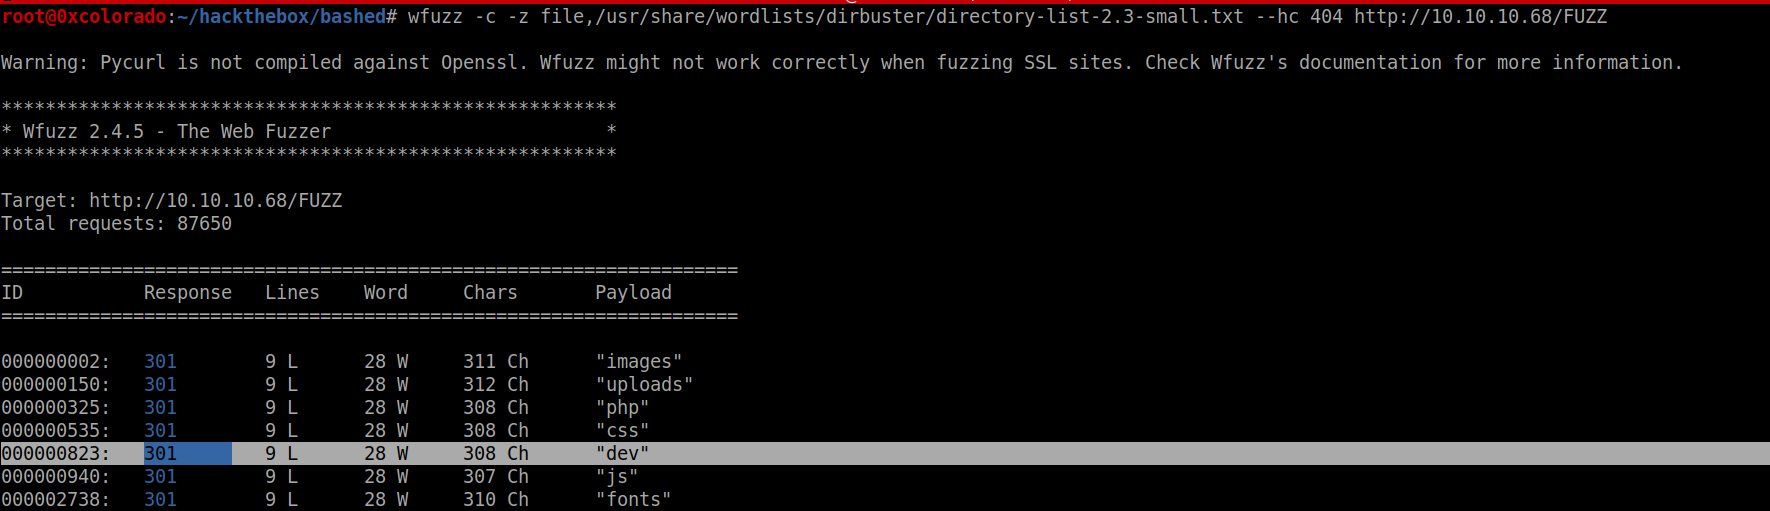 root@0xcolorado:~/hackthebox/bashed# wfuzz -c -z file,/usr/share/wordlists/dirbuster/directory-list-2.3-small.txt --hc 404 http://10.10.10.68/FUZZ
Warning: Pycurl is not compiled against Openssl. Wfuzz might not work correctly when fuzzing SSL sites. Check Wfuzz's documentation for more information.
********************************************************
* Wfuzz 2.4.5 - The Web Fuzzer                         *
********************************************************
Target: http://10.10.10.68/FUZZ
Total requests: 87650
===================================================================
ID           Response   Lines    Word     Chars       Payload
===================================================================
000000002:   301        9 L      28 W     311 Ch      "images"
000000150:   301        9 L      28 W     312 Ch      "uploads"
000000325:   301        9 L      28 W     308 Ch      "php"
000000535:   301        9 L      28 W     308 Ch      "css"
000000823:   301        9 L      28 W     308 Ch      "dev"
000000940:   301        9 L      28 W     307 Ch      "js"
000002738:   301        9 L      28 W     310 Ch      "fonts"